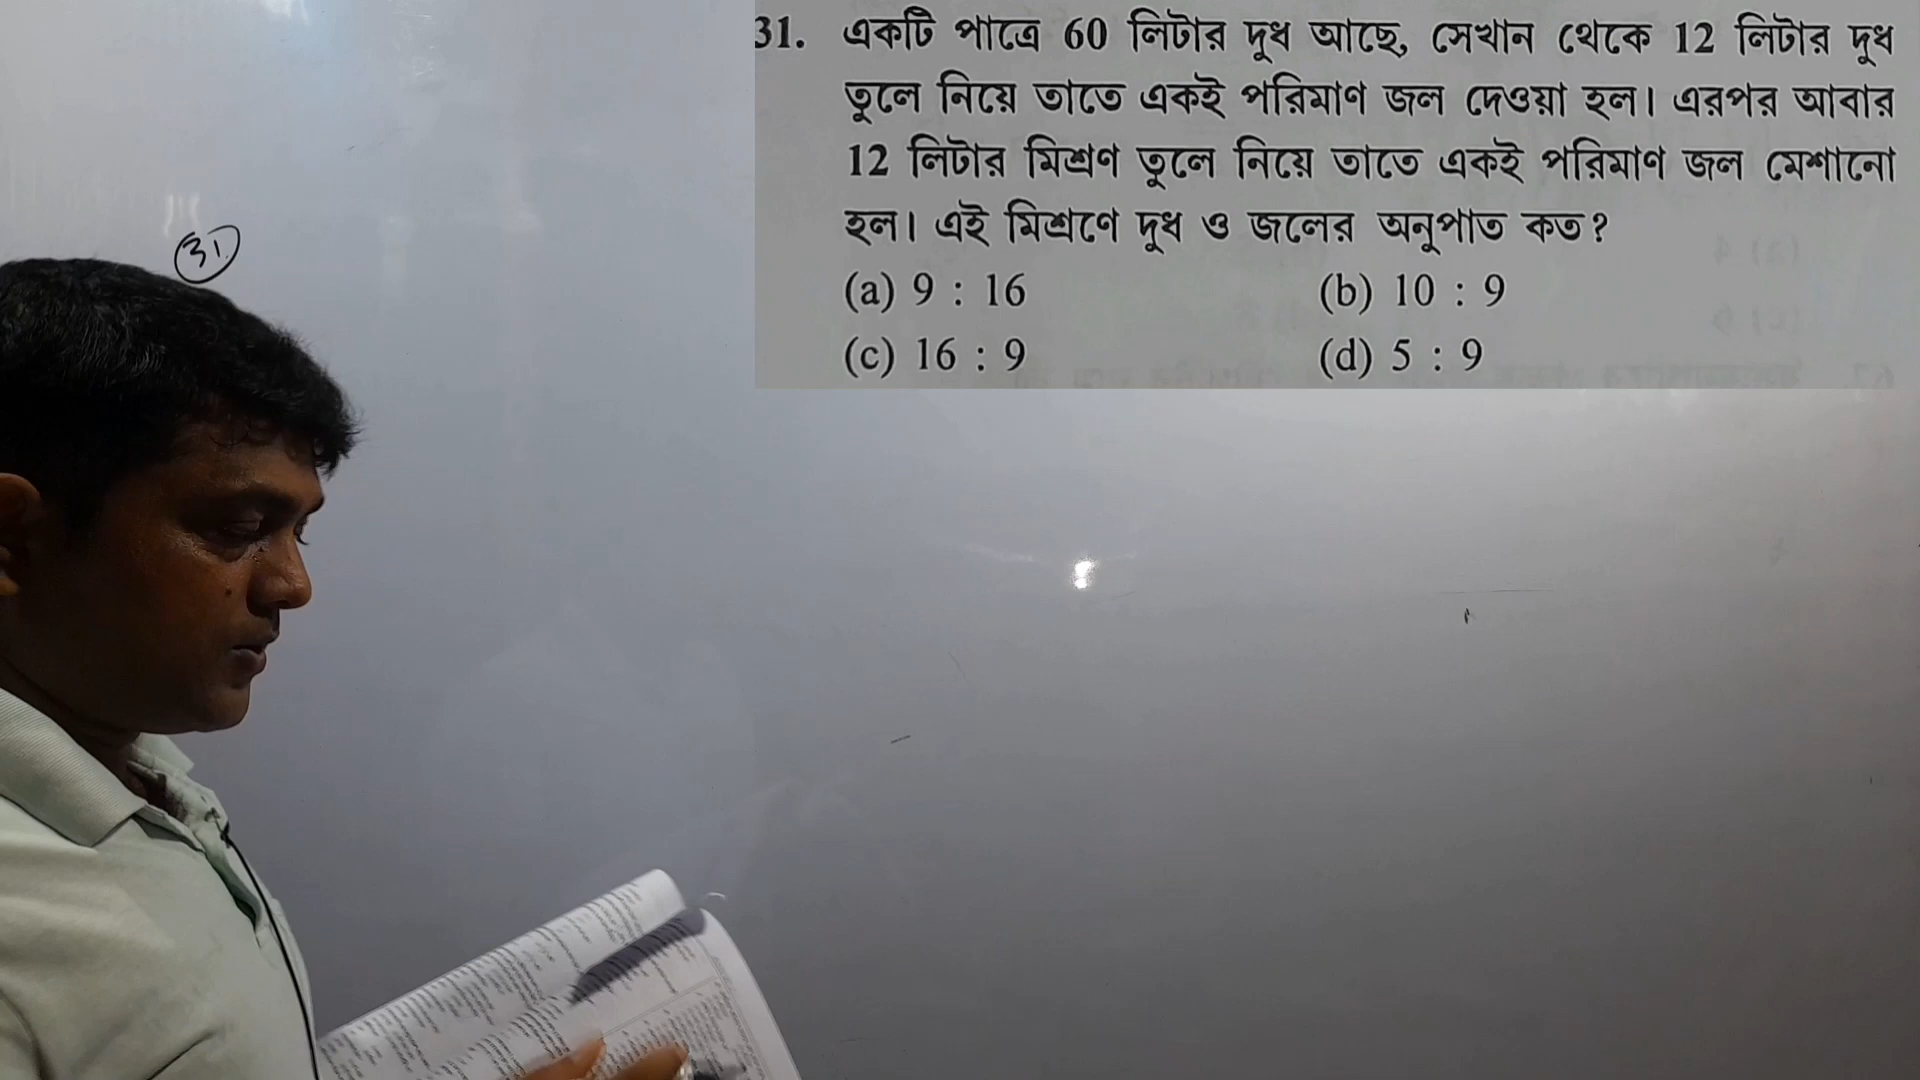 31. একটি পাত্রে 60 লিটার দুধ আছে, সেখান থেকে 12 লিটার দুধ
তুলে নিয়ে তাতে একই পরিমাণ জল দেওয়া হল। এরপর আবার
12 লিটার মিশ্রণ তুলে নিয়ে তাতে একই পরিমাণ জল মেশানো
হল। এই মিশ্রণে দুধ ও জলের অনুপাত কত?
(a) 9 : 16 (b) 10 : 9
(c) 16 : 9 (d) 5 : 9
31.